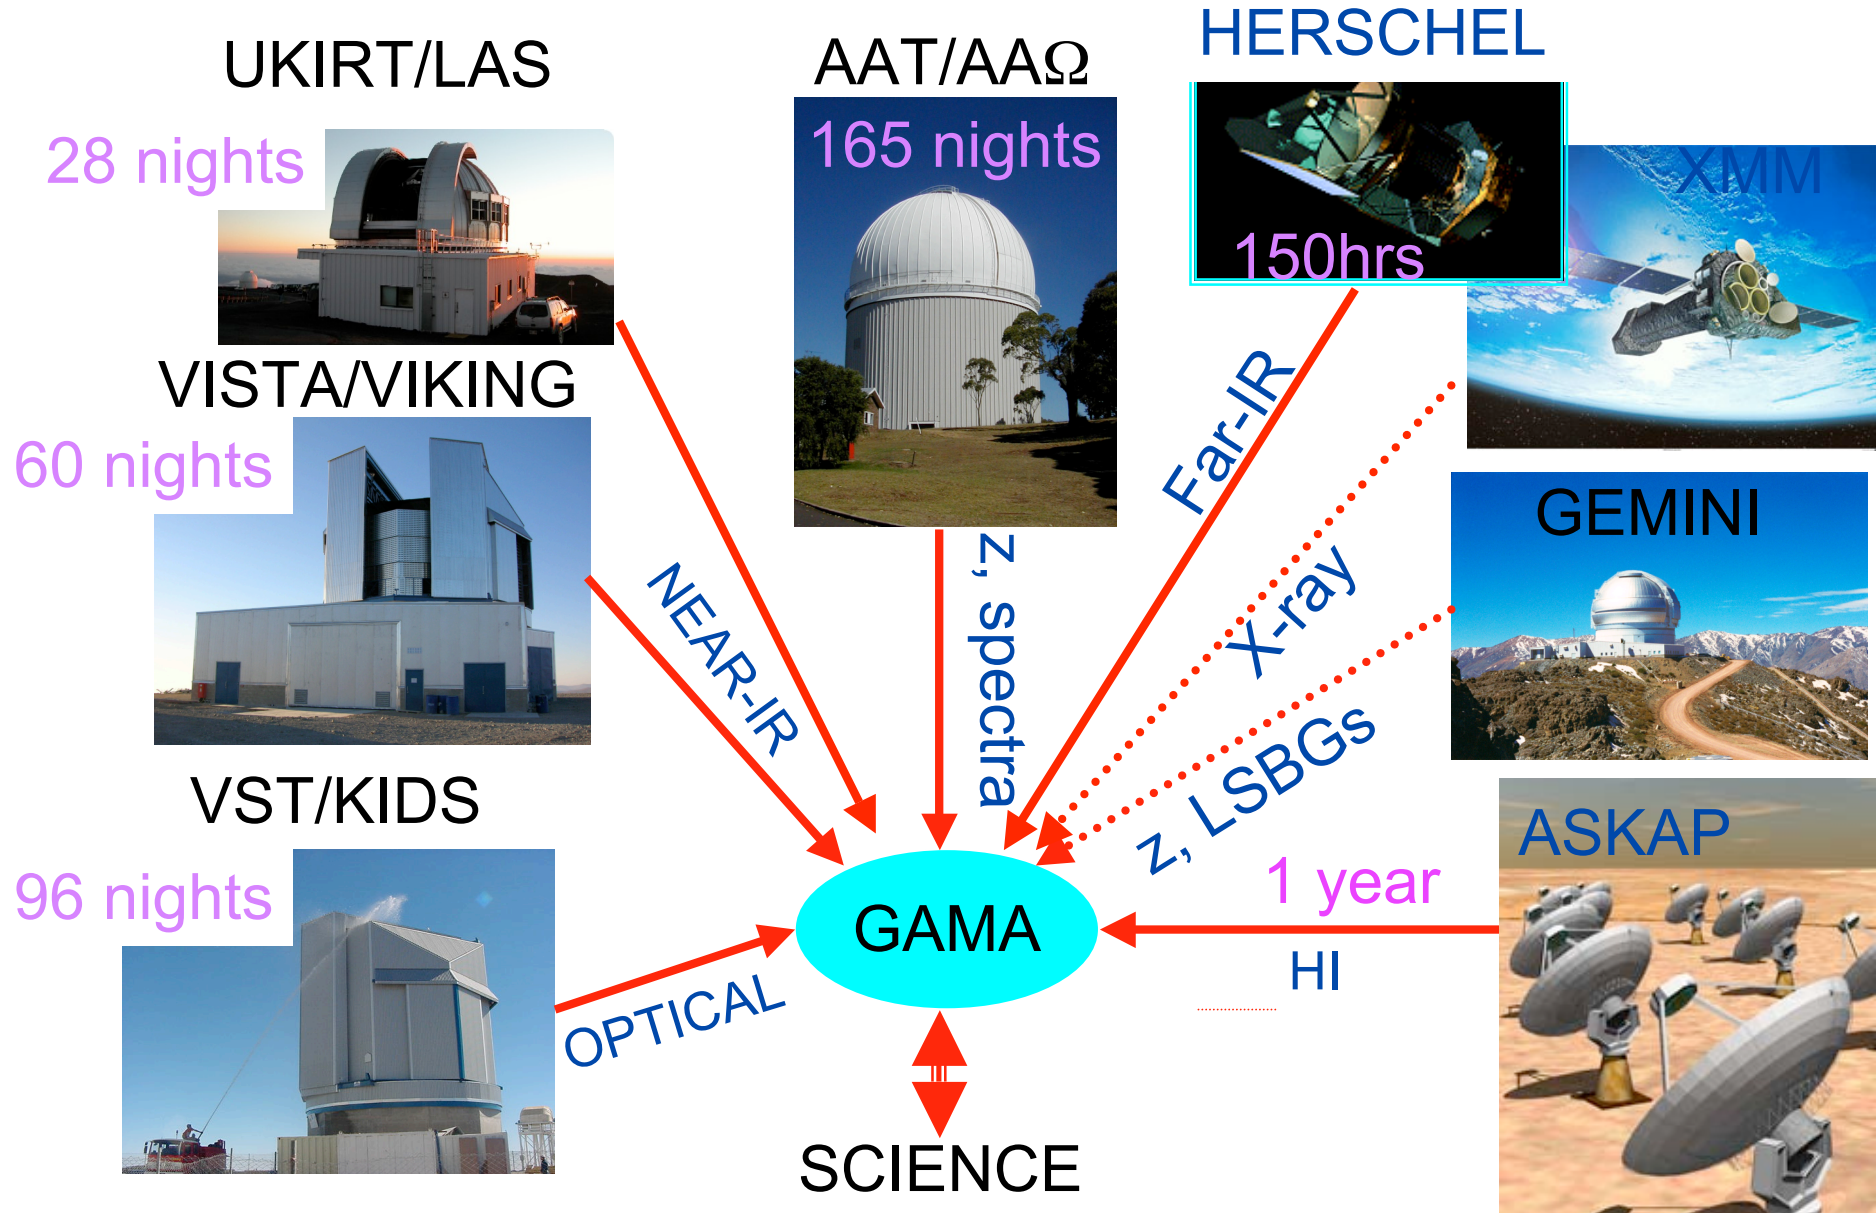 HERSCHEL
UKIRT/LAS
AAT/AAΩ
28 nights
165 nights
XMM
150hrs
VISTA/VIKING
60 nights
Far-IR
GEMINI
NEAR-IR
z, spectra
X-ray
VST/KIDS
z, LSBGs
ASKAP
96 nights
1 year
GAMA
HI
OPTICAL
SCIENCE